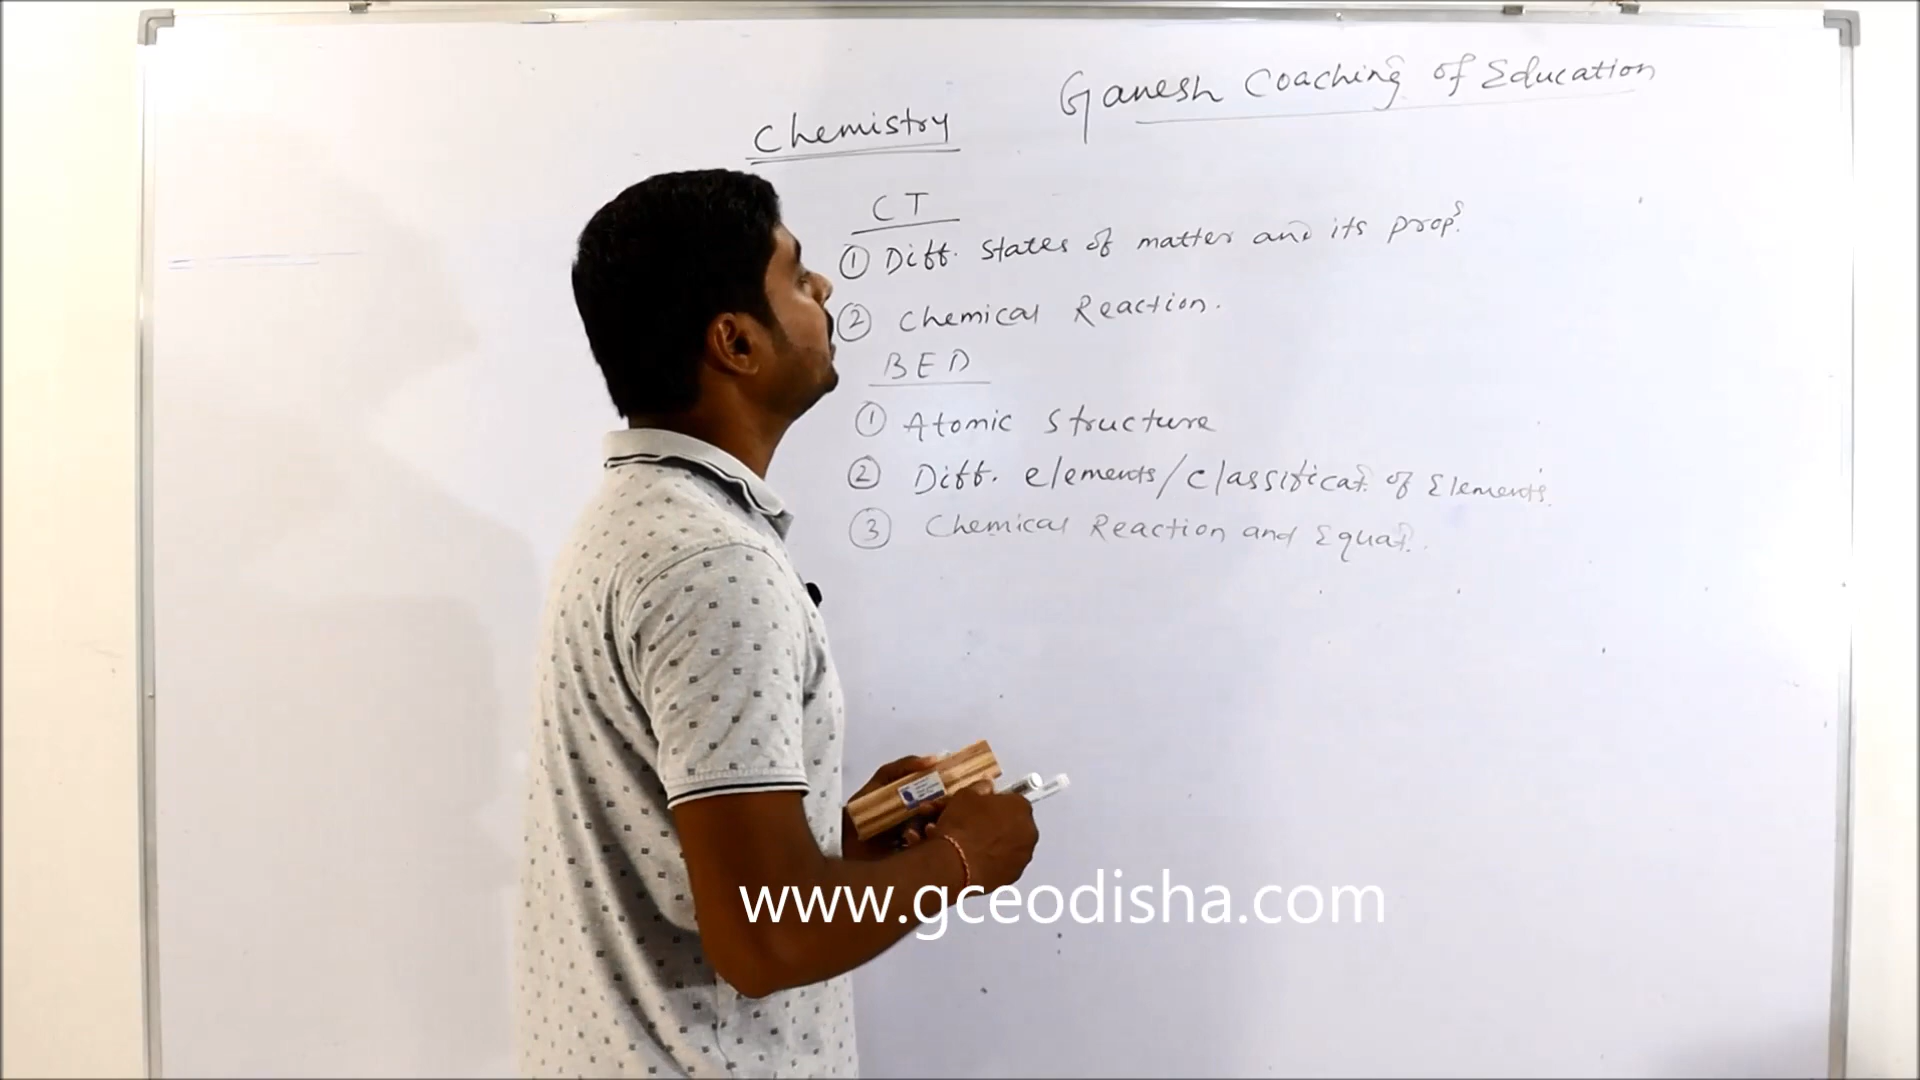 Ganesh Coaching of Education
Chemistry
CT
① Diff. States of matter and its prop?
② Chemical Reaction.
BED
① Atomic Structure
② Diff. elements/classificat? of Elements.
③ Chemical Reaction and Equat?.
www.gceodisha.com